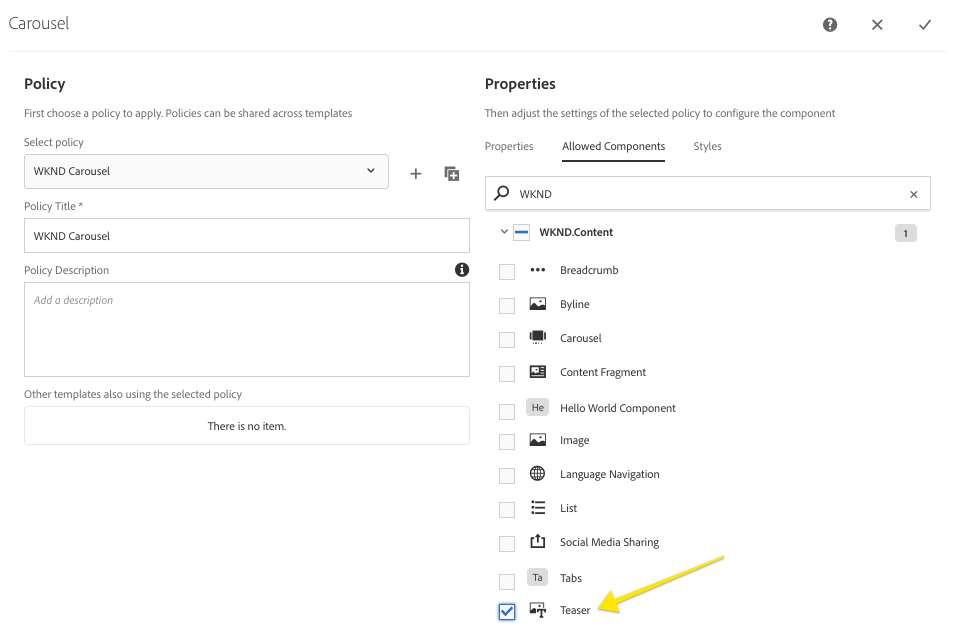 Carousel
Policy
First choose a policy to apply. Policies can be shared across templates
Select policy
WKND Carousel
Policy Title *
WKND Carousel
Policy Description
Add a description
Other templates also using the selected policy
There is no item.
Properties
Then adjust the settings of the selected policy to configure the component
Properties Allowed Components Styles
WKND
WKND.Content 1
Breadcrumb
Byline
Carousel
Content Fragment
He Hello World Component
Image
Language Navigation
List
Social Media Sharing
Ta Tabs
Teaser